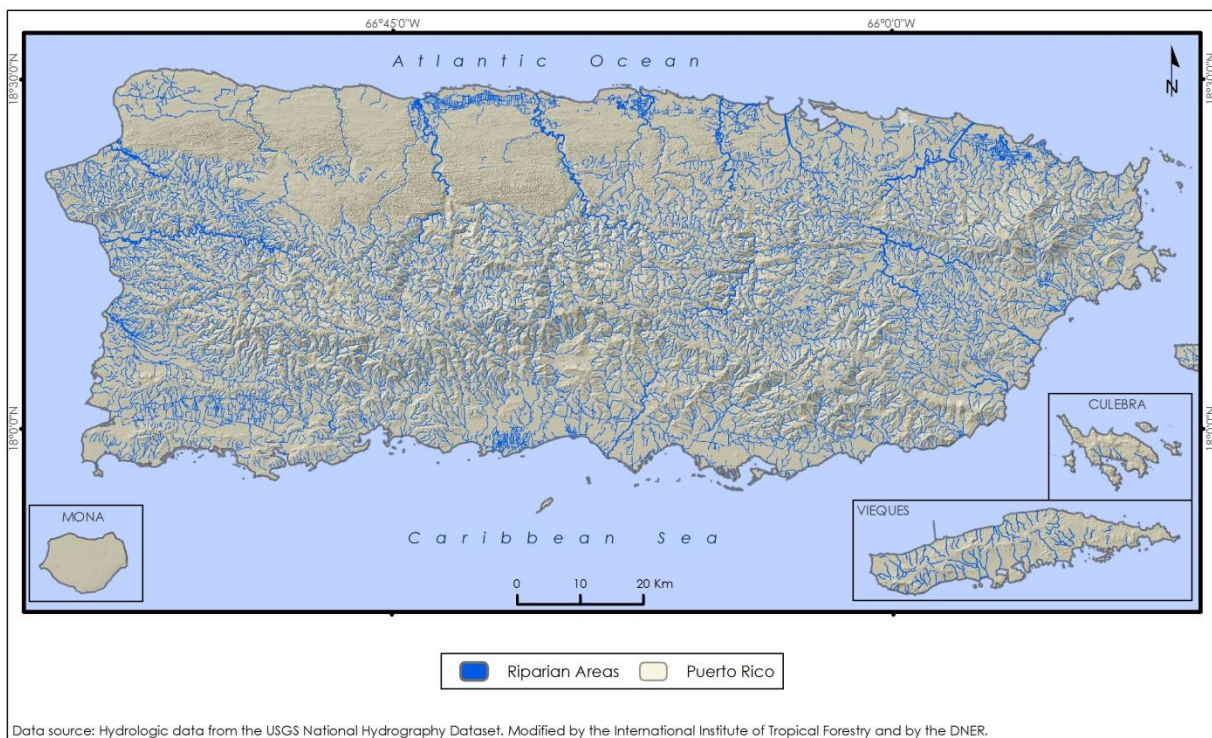 66°45'0"W
66°0'0"W
Atlantic Ocean
N
18°30'0"N
18°30'0"N
18°0'0"N
18°0'0"N
CULEBRA
MONA
VIEQUES
Caribbean Sea
0 10 20 Km
Riparian Areas Puerto Rico
Data source: Hydrologic data from the USGS National Hydrography Dataset. Modified by the International Institute of Tropical Forestry and by the DNER.